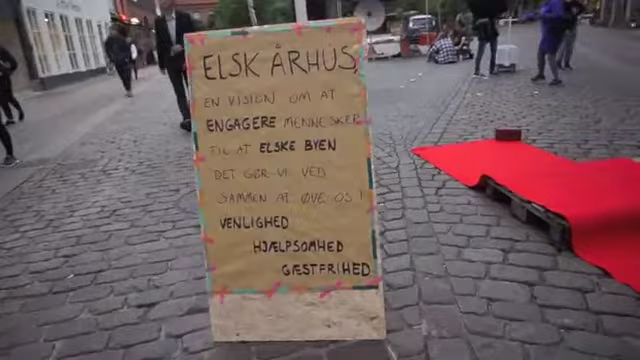 ELSK ÅRHUS,
EN VISION OM AT
ENGAGERE MENNESKER
TIL AT ELSKE BYEN
DET GØR VI VED
SAMMEN AT ØVE OS I
VENLIGHED
HJÆLPSOMHED
GÆSTFRIHED